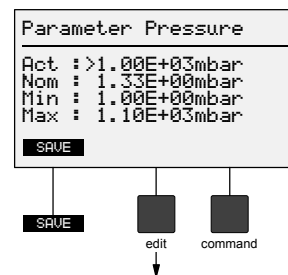 Parameter Pressure
Act :>1.00E+03mbar
Nom : 1.33E+00mbar
Min : 1.00E+00mbar
Max : 1.10E+03mbar
SAVE
SAVE
edit command